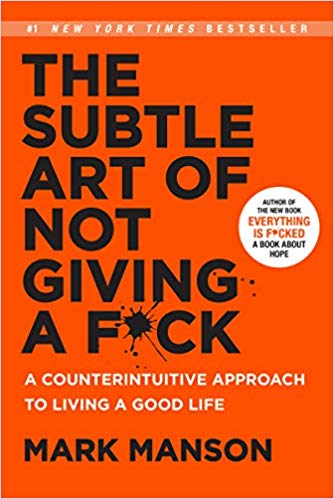 #1 NEW YORK TIMES BESTSELLER
THE
SUBTLE
ART OF
NOT
GIVING
A F*CK
AUTHOR OF
THE NEW BOOK
EVERYTHING
IS F*CKED
A BOOK ABOUT
HOPE
A COUNTERINTUITIVE APPROACH
TO LIVING A GOOD LIFE
MARK MANSON